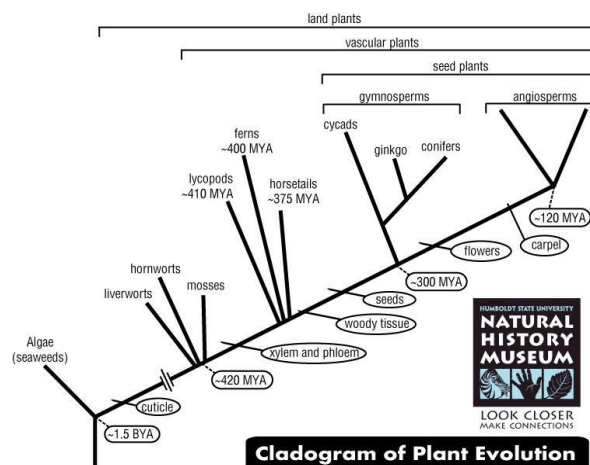 land plants
vascular plants
seed plants
gymnosperms
angiosperms
cycads
ginkgo
conifers
ferns
~400 MYA
lycopods
~410 MYA
horsetails
~375 MYA
hornworts
liverworts
mosses
Algae
(seaweeds)
~120 MYA
carpel
flowers
~300 MYA
seeds
woody tissue
xylem and phloem
~420 MYA
cuticle
~1.5 BYA
HUMBOLDT STATE UNIVERSITY
NATURAL
HISTORY
MUSEUM
LOOK CLOSER
MAKE CONNECTIONS
Cladogram of Plant Evolution